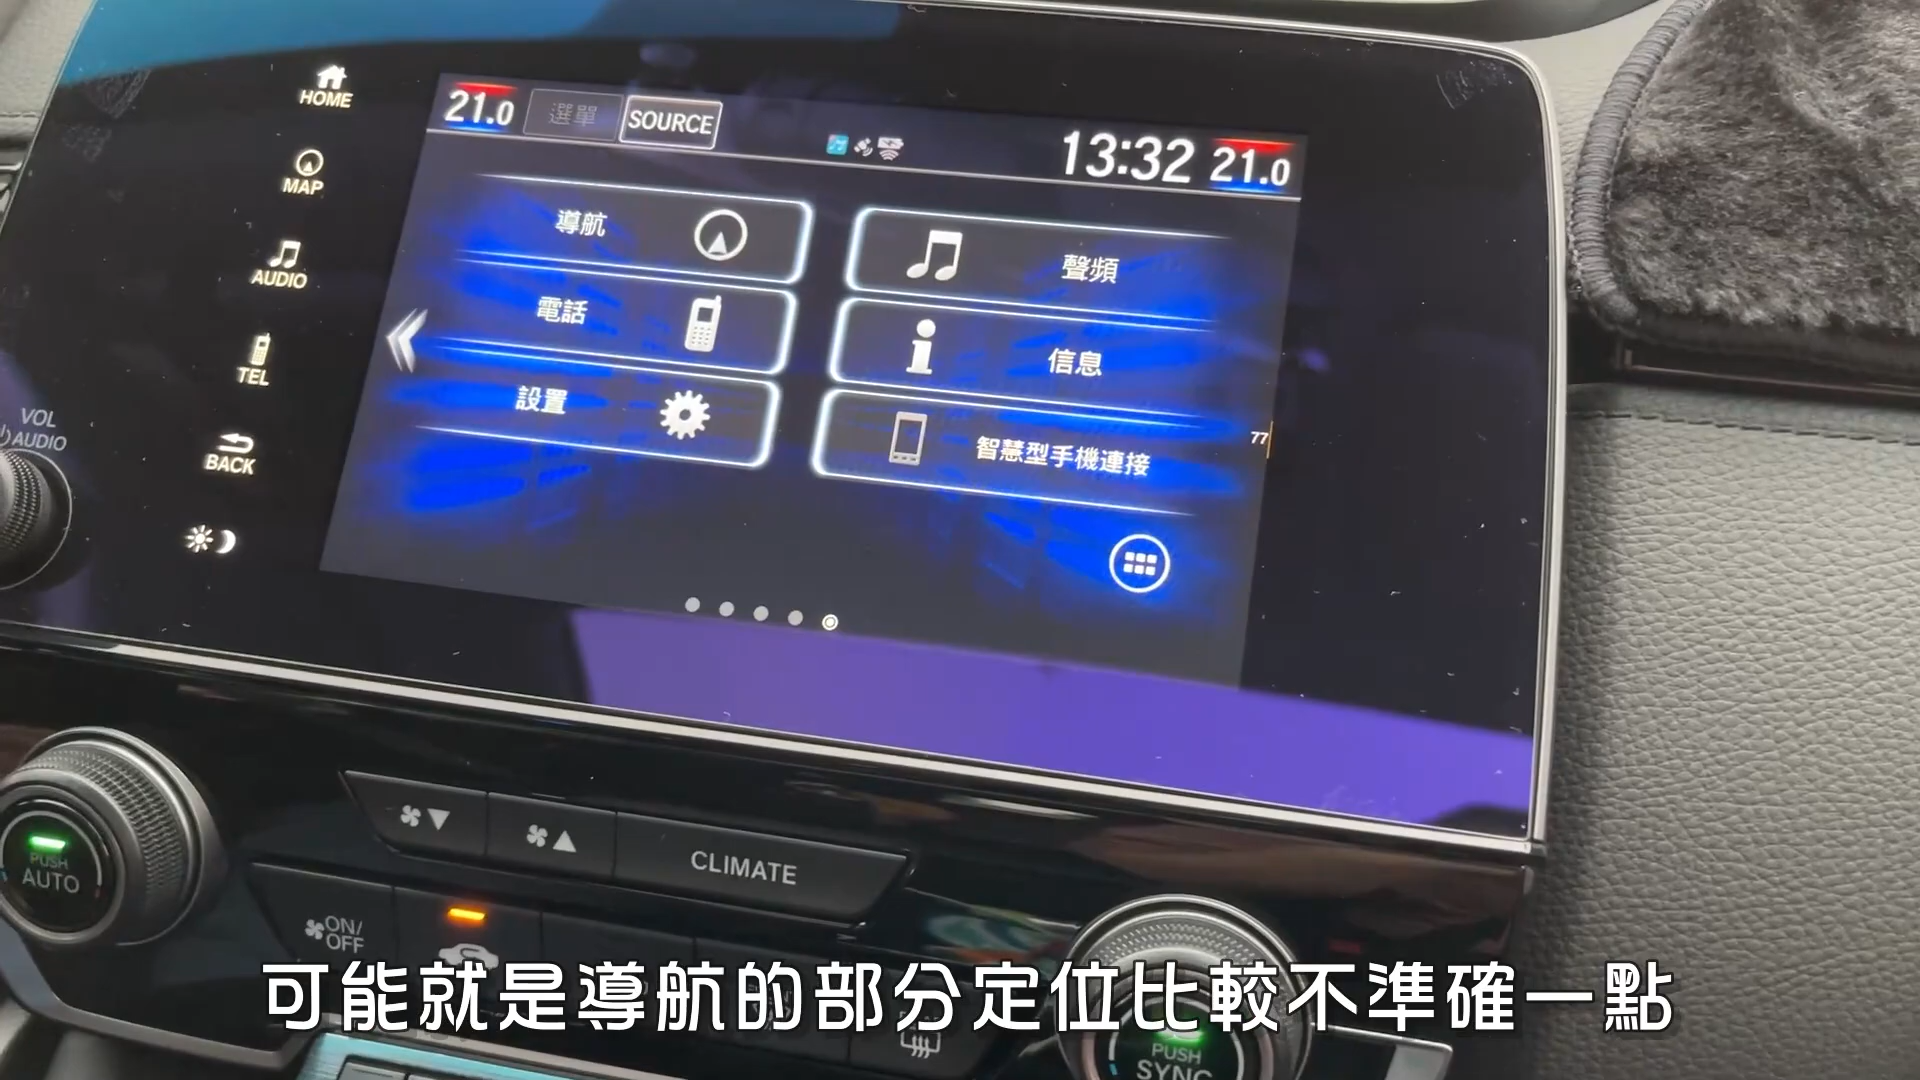 HOME
MAP
AUDIO
TEL
BACK
VOL
AUDIO
21.0
選單
SOURCE
13:32
21.0
導航
聲頻
電話
信息
設置
智慧型手機連接
77
CLIMATE
PUSH
AUTO
ON/
OFF
PUSH
SYNC
可能就是導航的部分定位比較不準確一點